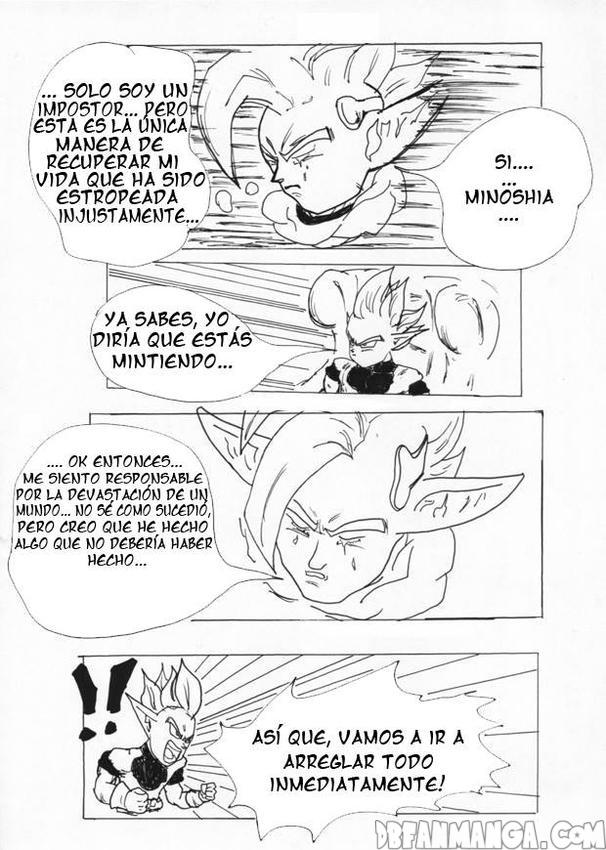 ... SOLO SOY UN
IMPOSTOR... PERO
ESTA ES LA ÚNICA
MANERA DE
RECUPERAR MI
VIDA QUE HA SIDO
ESTROPEADA
INJUSTAMENTE...
SI....
...
MINOSHIA
....
YA SABES, YO
DIRÍA QUE ESTÁS
MINTIENDO...
.... OK ENTONCES...
ME SIENTO RESPONSABLE
POR LA DEVASTACIÓN DE UN
MUNDO... NO SÉ COMO SUCEDIÓ,
PERO CREO QUE HE HECHO
ALGO QUE NO DEBERÍA HABER
HECHO...
!!
ASÍ QUE, VAMOS A IR A
ARREGLAR TODO
INMEDIATAMENTE!
DBFANMANGA.COM